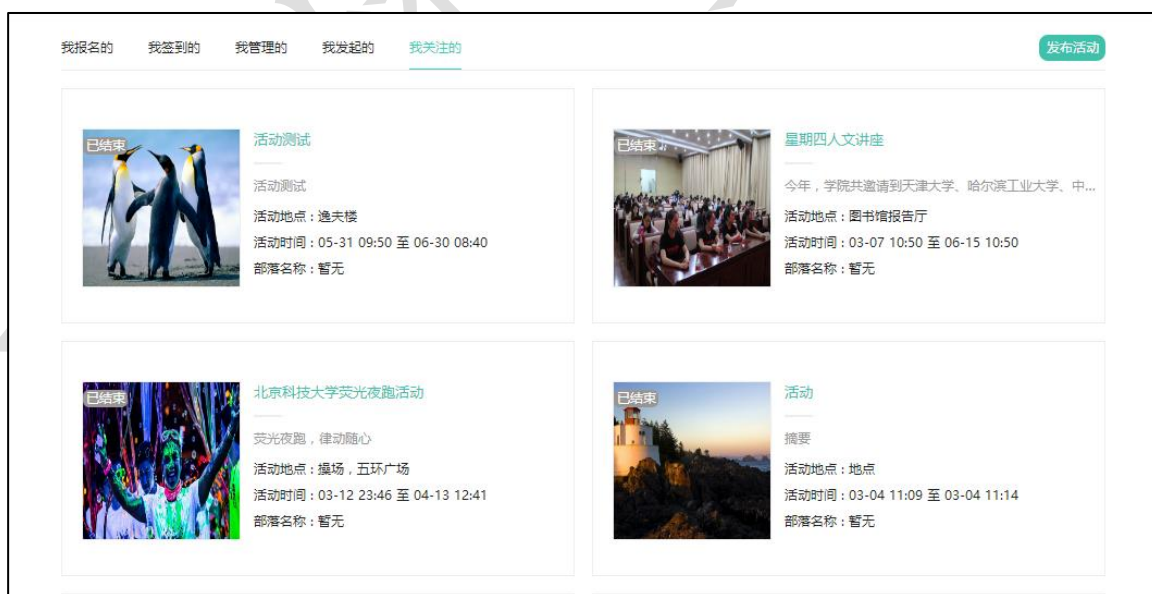 我报名的 我签到的 我管理的 我发起的 我关注的 发布活动
已结束
活动测试
活动测试
活动地点：逸夫楼
活动时间：05-31 09:50 至 06-30 08:40
部落名称：暂无
已结束
星期四人文讲座
今年，学院共邀请到天津大学、哈尔滨工业大学、中...
活动地点：图书馆报告厅
活动时间：03-07 10:50 至 06-15 10:50
部落名称：暂无
已结束
北京科技大学荧光夜跑活动
荧光夜跑，律动随心
活动地点：操场，五环广场
活动时间：03-12 23:46 至 04-13 12:41
部落名称：暂无
已结束
活动
摘要
活动地点：地点
活动时间：03-04 11:09 至 03-04 11:14
部落名称：暂无